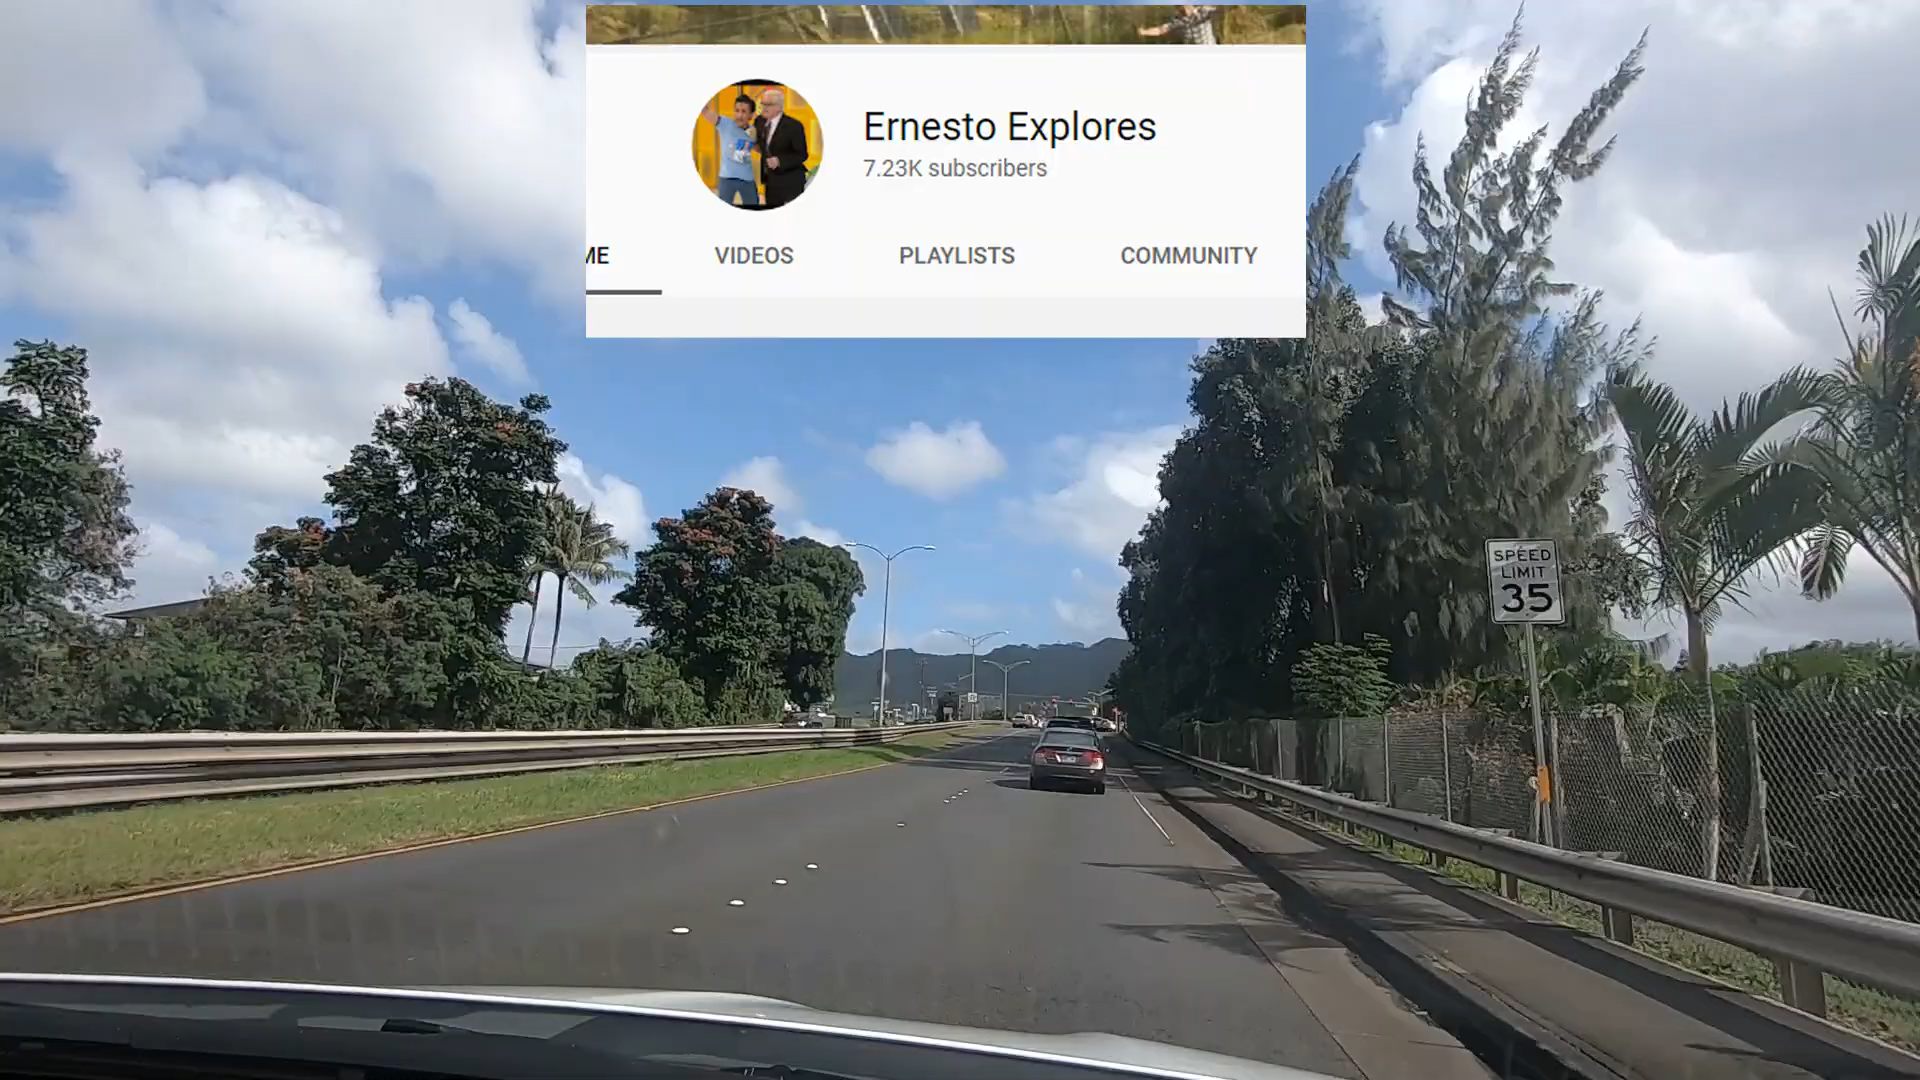 Ernesto Explores
7.23K subscribers
ME VIDEOS PLAYLISTS COMMUNITY
SPEED
LIMIT
35